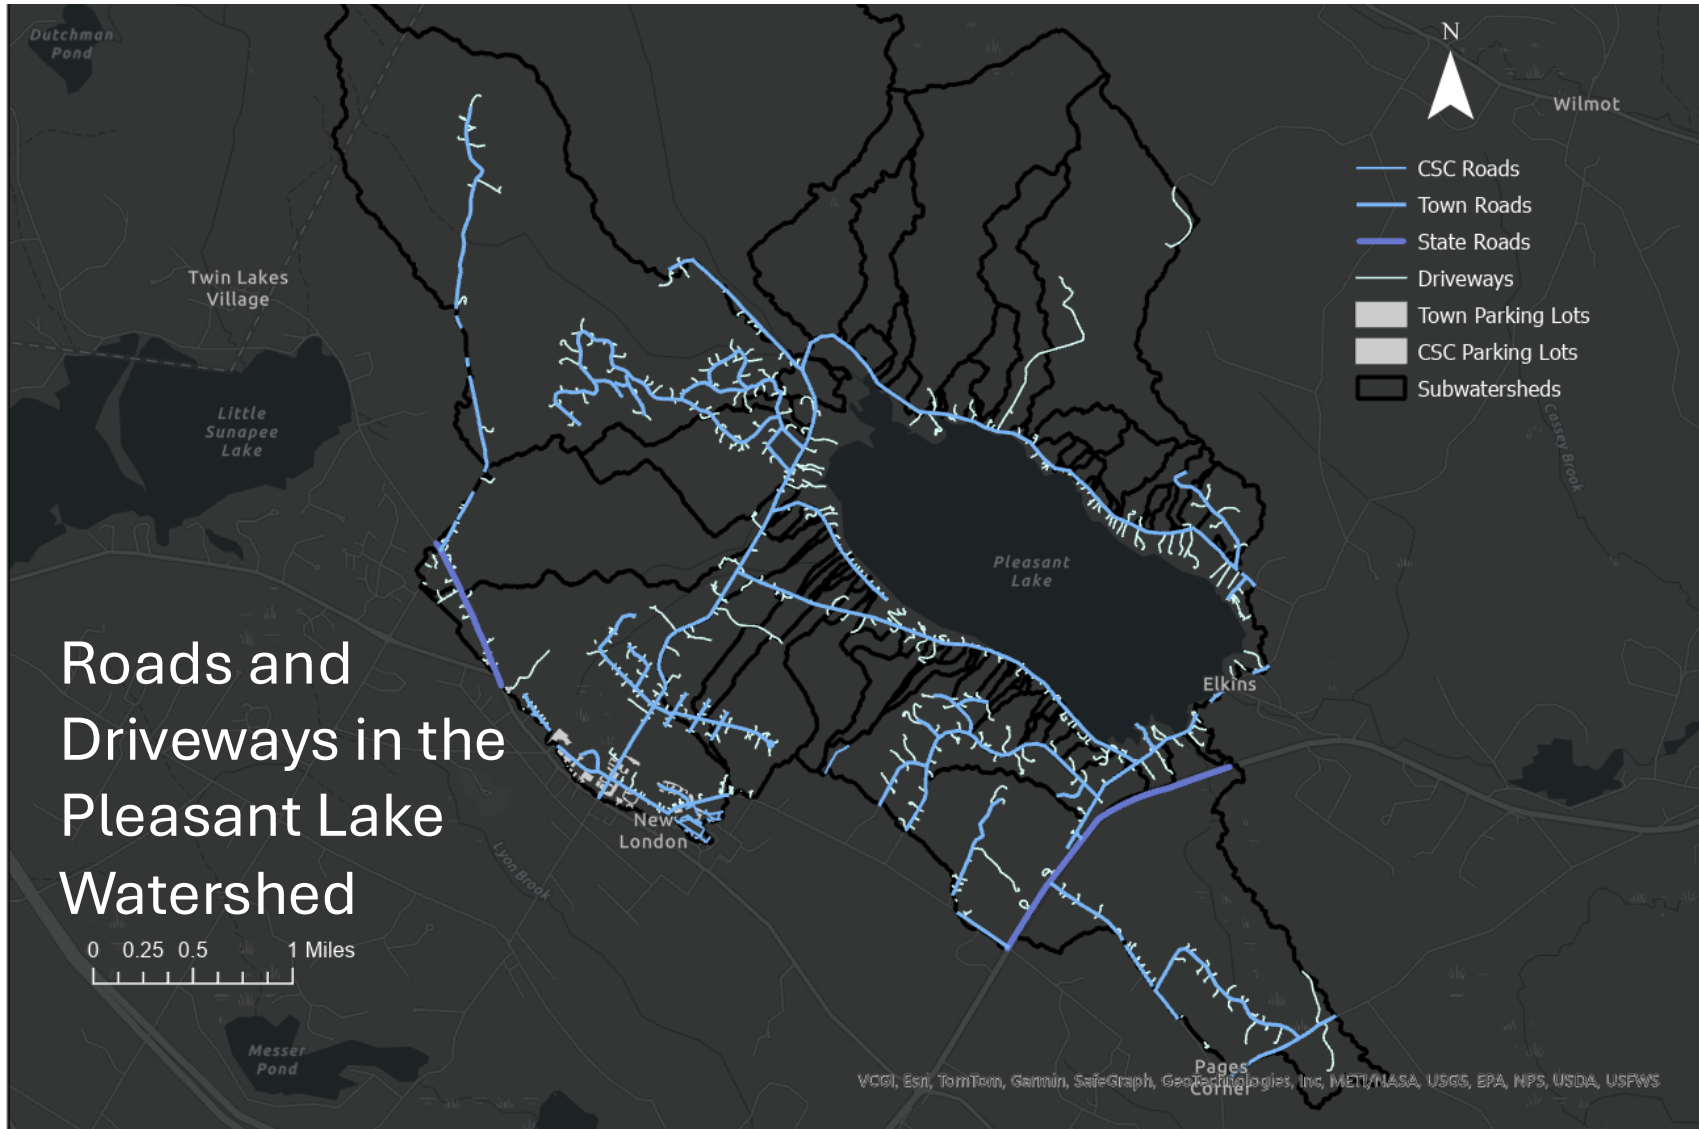 Dutchman
Pond
N
Wilmot
CSC Roads
Town Roads
State Roads
Driveways
Town Parking Lots
CSC Parking Lots
Subwatersheds
Twin Lakes
Village
Little
Sunapee
Lake
Cassey Brook
Pleasant
Lake
Elkins
Roads and
Driveways in the
Pleasant Lake
Watershed
New
London
Lyon Brook
0 0.25 0.5 1 Miles
Messer
Pond
Pages
Corner
VCGI, Esri, TomTom, Garmin, SafeGraph, GeoTechnologies, Inc, METI/NASA, USGS, EPA, NPS, USDA, USFWS